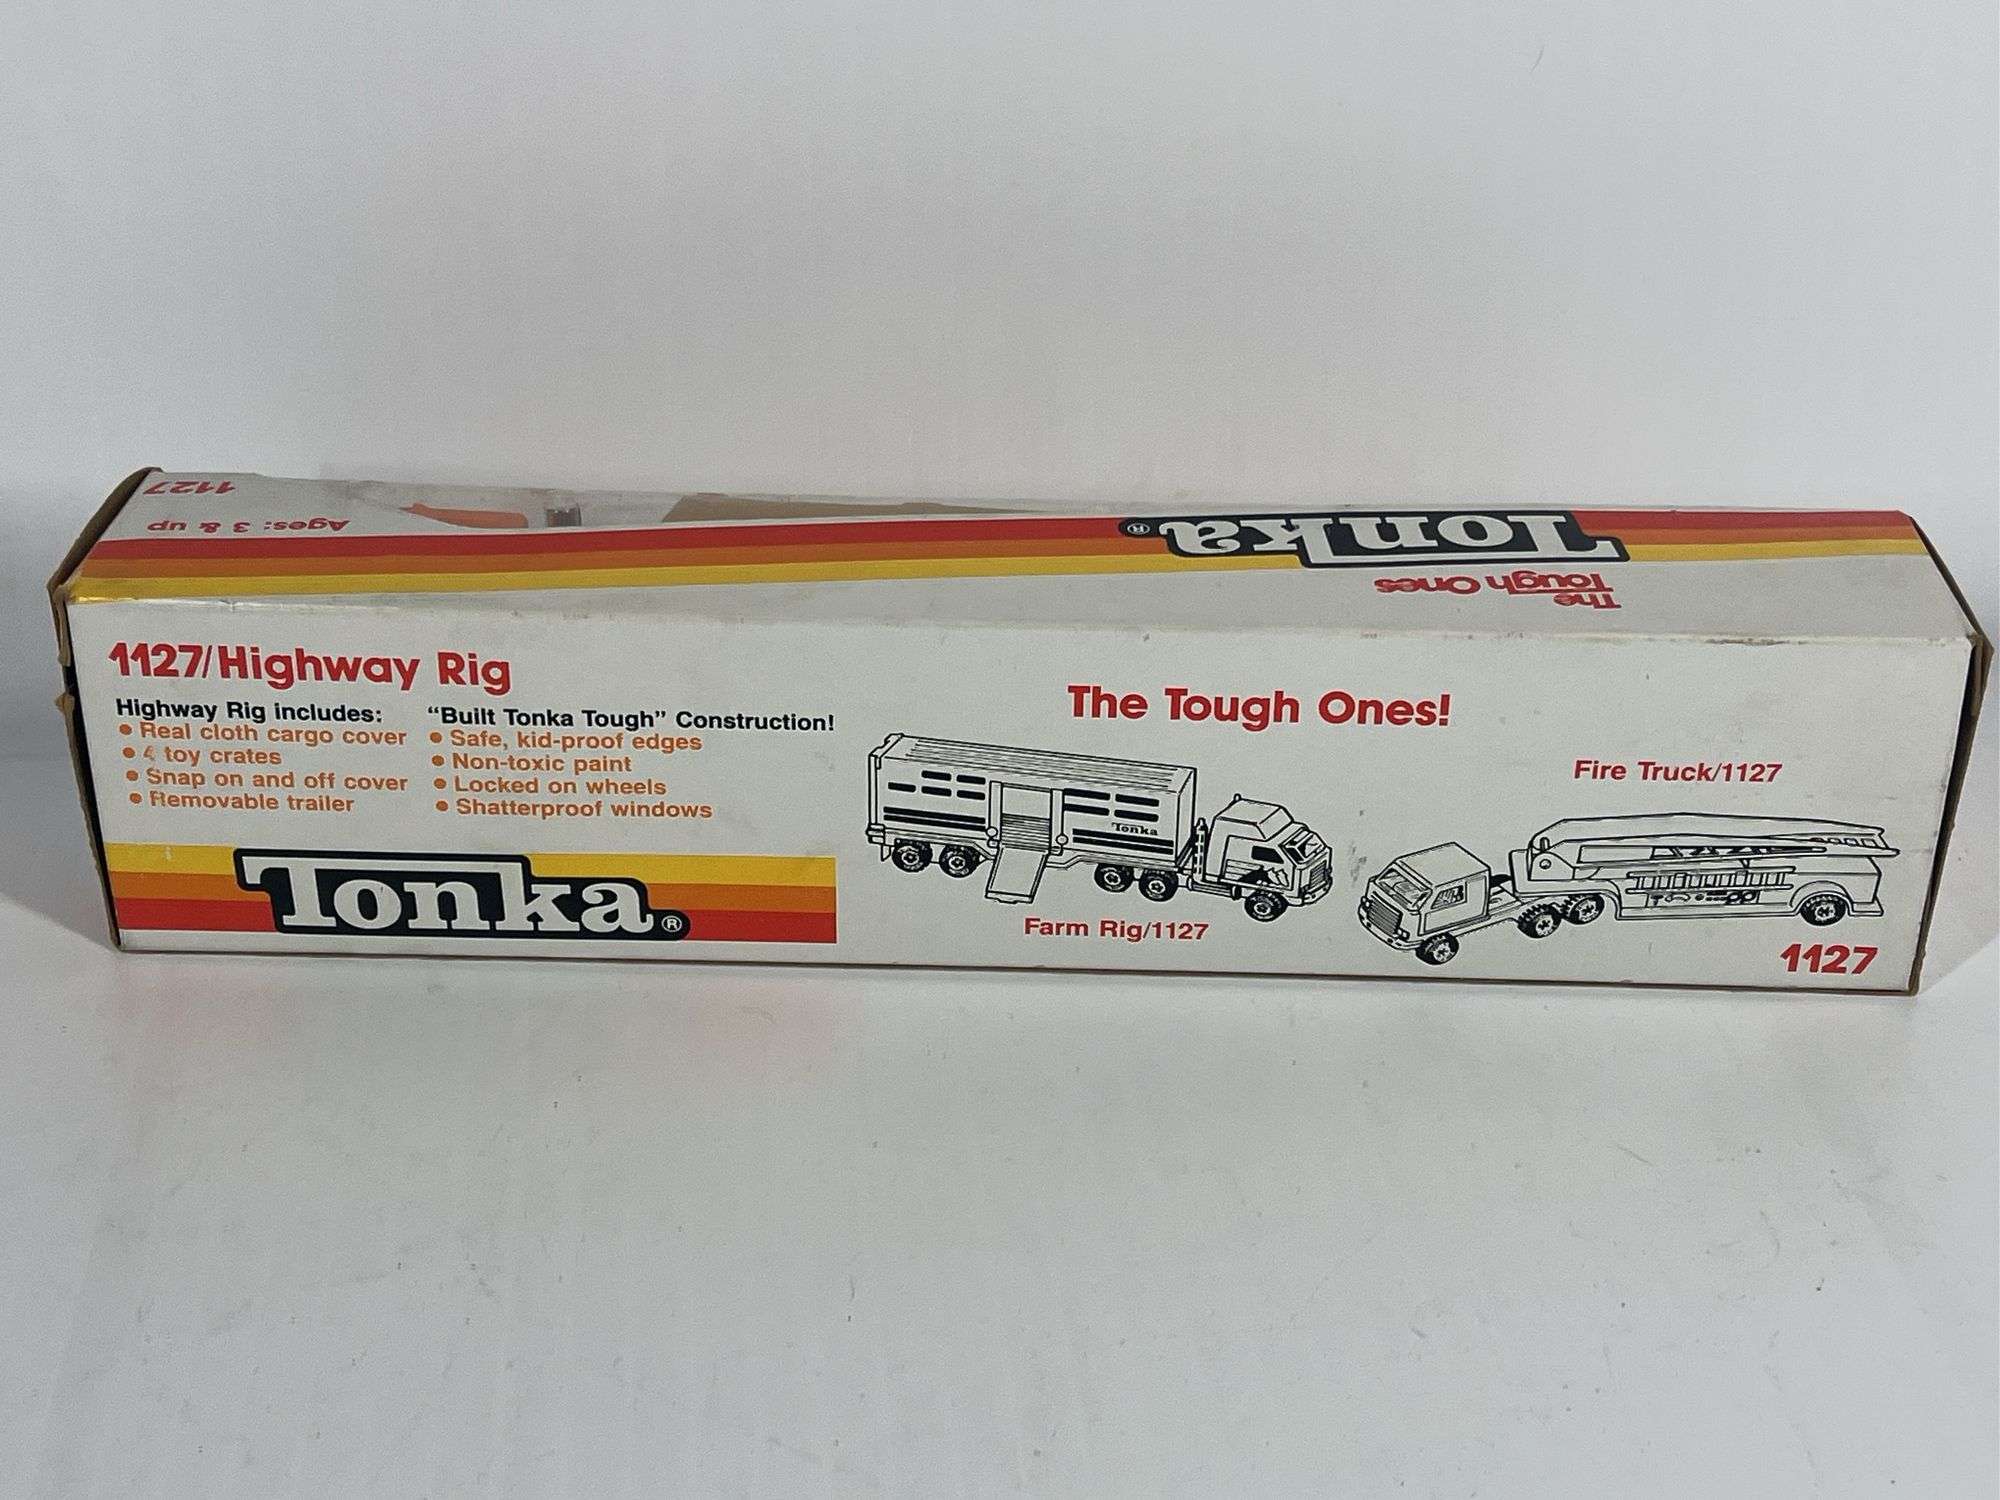 1127
Ages: 3 & up
Tonka®
The
Tough Ones
1127/Highway Rig
Highway Rig includes:
• Real cloth cargo cover
• 4 toy crates
• Snap on and off cover
• Removable trailer
“Built Tonka Tough” Construction!
• Safe, kid-proof edges
• Non-toxic paint
• Locked on wheels
• Shatterproof windows
Tonka®
The Tough Ones!
Tonka
Farm Rig/1127
Fire Truck/1127
1127